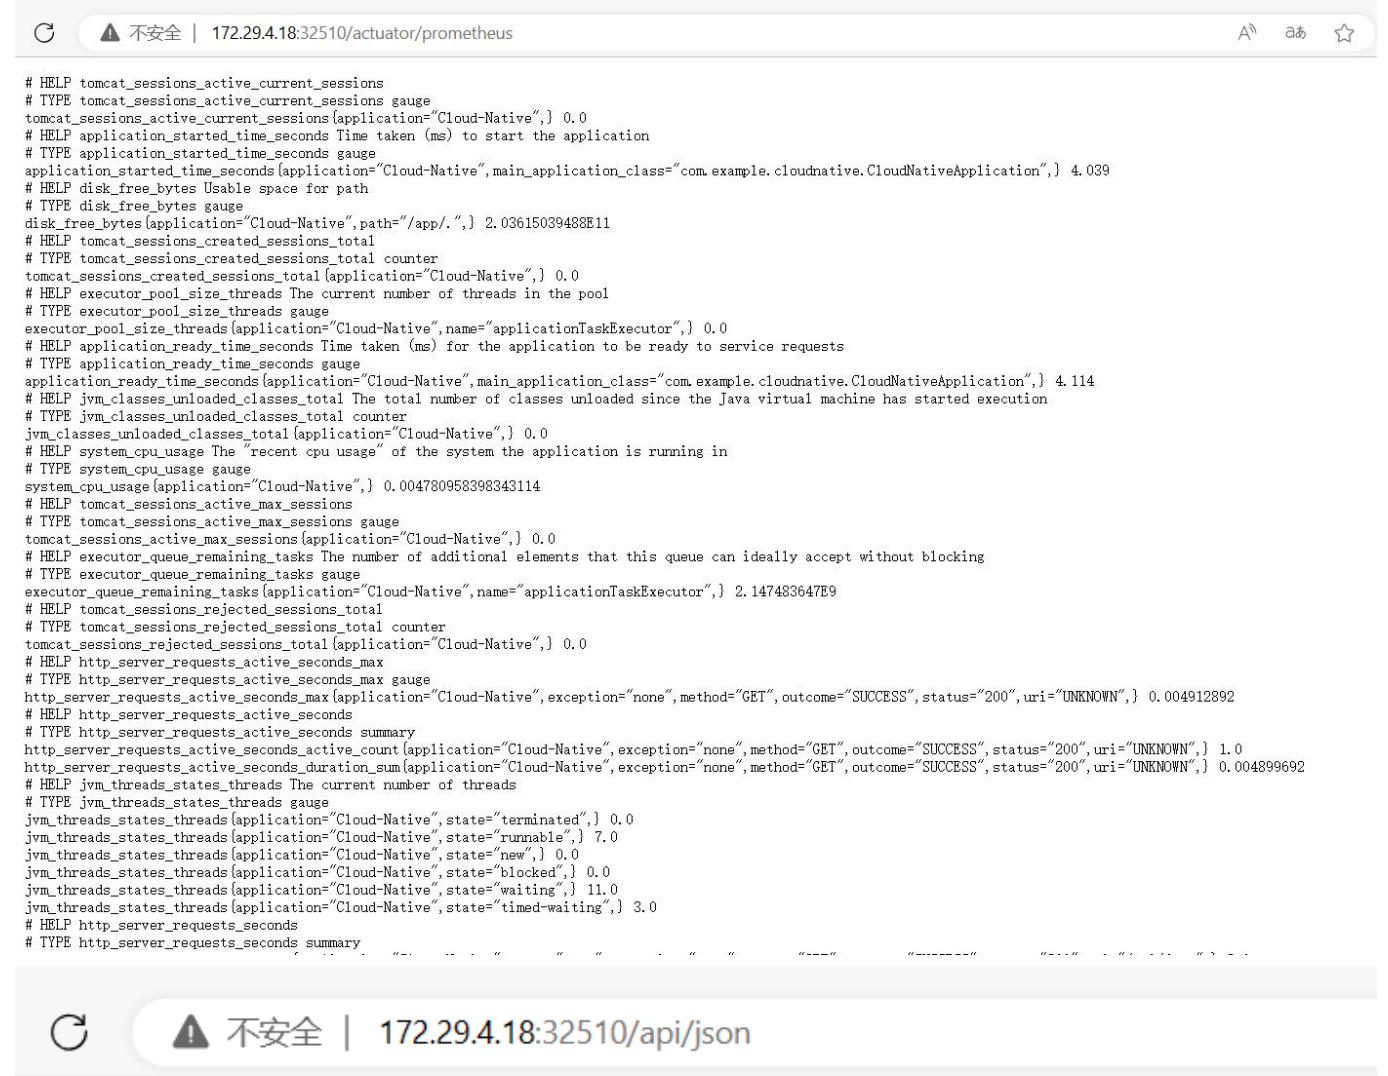 不安全 | 172.29.4.18:32510/actuator/prometheus
# HELP tomcat_sessions_active_current_sessions
# TYPE tomcat_sessions_active_current_sessions gauge
tomcat_sessions_active_current_sessions{application="Cloud-Native",} 0.0
# HELP application_started_time_seconds Time taken (ms) to start the application
# TYPE application_started_time_seconds gauge
application_started_time_seconds{application="Cloud-Native",main_application_class="com.example.cloudnative.CloudNativeApplication",} 4.039
# HELP disk_free_bytes Usable space for path
# TYPE disk_free_bytes gauge
disk_free_bytes{application="Cloud-Native",path="/app/.",} 2.03615039488E11
# HELP tomcat_sessions_created_sessions_total
# TYPE tomcat_sessions_created_sessions_total counter
tomcat_sessions_created_sessions_total{application="Cloud-Native",} 0.0
# HELP executor_pool_size_threads The current number of threads in the pool
# TYPE executor_pool_size_threads gauge
executor_pool_size_threads{application="Cloud-Native",name="applicationTaskExecutor",} 0.0
# HELP application_ready_time_seconds Time taken (ms) for the application to be ready to service requests
# TYPE application_ready_time_seconds gauge
application_ready_time_seconds{application="Cloud-Native",main_application_class="com.example.cloudnative.CloudNativeApplication",} 4.114
# HELP jvm_classes_unloaded_classes_total The total number of classes unloaded since the Java virtual machine has started execution
# TYPE jvm_classes_unloaded_classes_total counter
jvm_classes_unloaded_classes_total{application="Cloud-Native",} 0.0
# HELP system_cpu_usage The "recent cpu usage" of the system the application is running in
# TYPE system_cpu_usage gauge
system_cpu_usage{application="Cloud-Native",} 0.004780958398343114
# HELP tomcat_sessions_active_max_sessions
# TYPE tomcat_sessions_active_max_sessions gauge
tomcat_sessions_active_max_sessions{application="Cloud-Native",} 0.0
# HELP executor_queue_remaining_tasks The number of additional elements that this queue can ideally accept without blocking
# TYPE executor_queue_remaining_tasks gauge
executor_queue_remaining_tasks{application="Cloud-Native",name="applicationTaskExecutor",} 2.147483647E9
# HELP tomcat_sessions_rejected_sessions_total
# TYPE tomcat_sessions_rejected_sessions_total counter
tomcat_sessions_rejected_sessions_total{application="Cloud-Native",} 0.0
# HELP http_server_requests_active_seconds_max
# TYPE http_server_requests_active_seconds_max gauge
http_server_requests_active_seconds_max{application="Cloud-Native",exception="none",method="GET",outcome="SUCCESS",status="200",uri="UNKNOWN",} 0.004912892
# HELP http_server_requests_active_seconds
# TYPE http_server_requests_active_seconds summary
http_server_requests_active_seconds_active_count{application="Cloud-Native",exception="none",method="GET",outcome="SUCCESS",status="200",uri="UNKNOWN",} 1.0
http_server_requests_active_seconds_duration_sum{application="Cloud-Native",exception="none",method="GET",outcome="SUCCESS",status="200",uri="UNKNOWN",} 0.004899692
# HELP jvm_threads_states_threads The current number of threads
# TYPE jvm_threads_states_threads gauge
jvm_threads_states_threads{application="Cloud-Native",state="terminated",} 0.0
jvm_threads_states_threads{application="Cloud-Native",state="runnable",} 7.0
jvm_threads_states_threads{application="Cloud-Native",state="new",} 0.0
jvm_threads_states_threads{application="Cloud-Native",state="blocked",} 0.0
jvm_threads_states_threads{application="Cloud-Native",state="waiting",} 11.0
jvm_threads_states_threads{application="Cloud-Native",state="timed-waiting",} 3.0
# HELP http_server_requests_seconds
# TYPE http_server_requests_seconds summary
不安全 | 172.29.4.18:32510/api/json